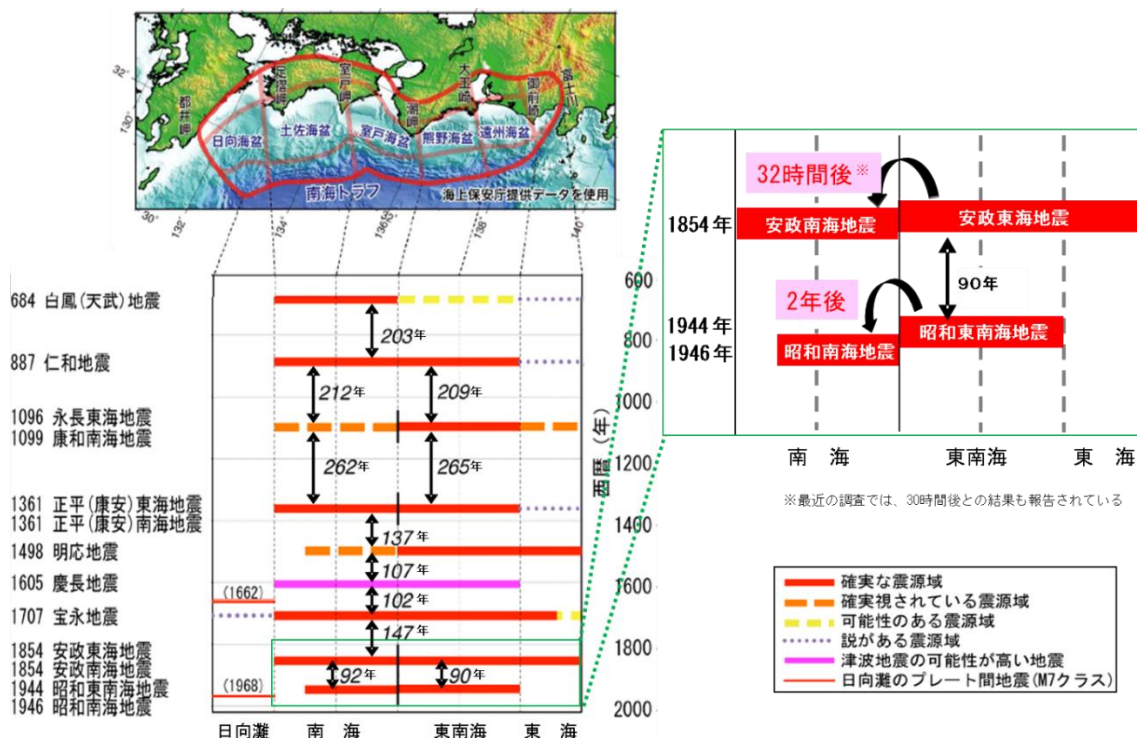 32°
130°
30°
132°
134°
136°
138°
140°
都井岬
足摺岬
室戸岬
潮岬
大王崎
御前崎
富士川
日向海盆
土佐海盆
室戸海盆
熊野海盆
遠州海盆
南海トラフ
海上保安庁提供データを使用
684 白鳳(天武)地震
887 仁和地震
1096 永長東海地震
1099 康和南海地震
1361 正平(康安)東海地震
1361 正平(康安)南海地震
1498 明応地震
1605 慶長地震
1707 宝永地震
1854 安政東海地震
1854 安政南海地震
1944 昭和東南海地震
1946 昭和南海地震
203年
212年
209年
262年
265年
137年
107年
102年
147年
92年
90年
(1662)
(1968)
日向灘
南 海
東南海
東 海
600
800
1000
1200
1400
1600
1800
2000
西暦(年)
32時間後※
1854年
安政南海地震
安政東海地震
90年
2年後
1944年
1946年
昭和東南海地震
昭和南海地震
南 海
東南海
東 海
※最近の調査では、30時間後との結果も報告されている
確実な震源域
確実視されている震源域
可能性のある震源域
説がある震源域
津波地震の可能性が高い地震
日向灘のプレート間地震(M7クラス)